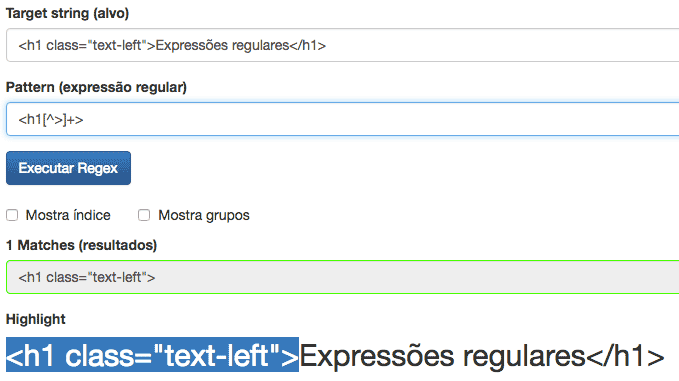 Target string (alvo)
<h1 class="text-left">Expressões regulares</h1>
Pattern (expressão regular)
<h1[^>]+>
Executar Regex
Mostra índice Mostra grupos
1 Matches (resultados)
<h1 class="text-left">
Highlight
<h1 class="text-left">Expressões regulares</h1>